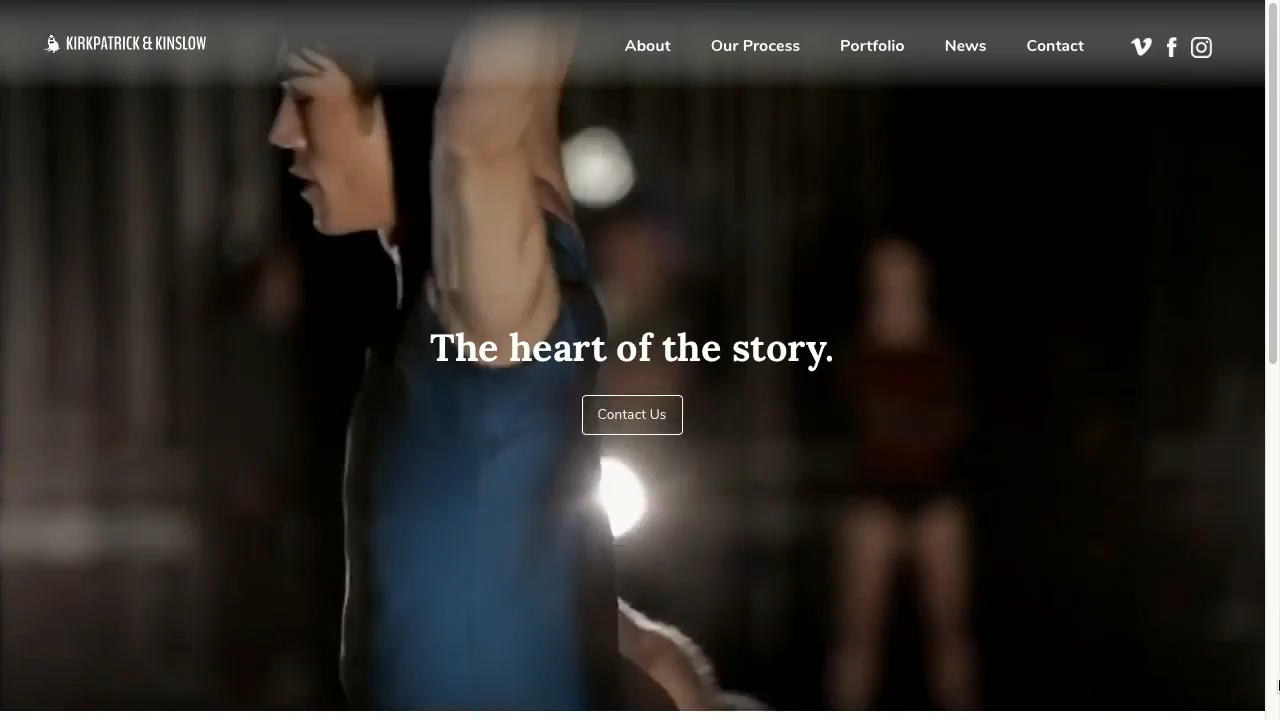 KIRKPATRICK & KINSLOW
About
Our Process
Portfolio
News
Contact
The heart of the story.
Contact Us